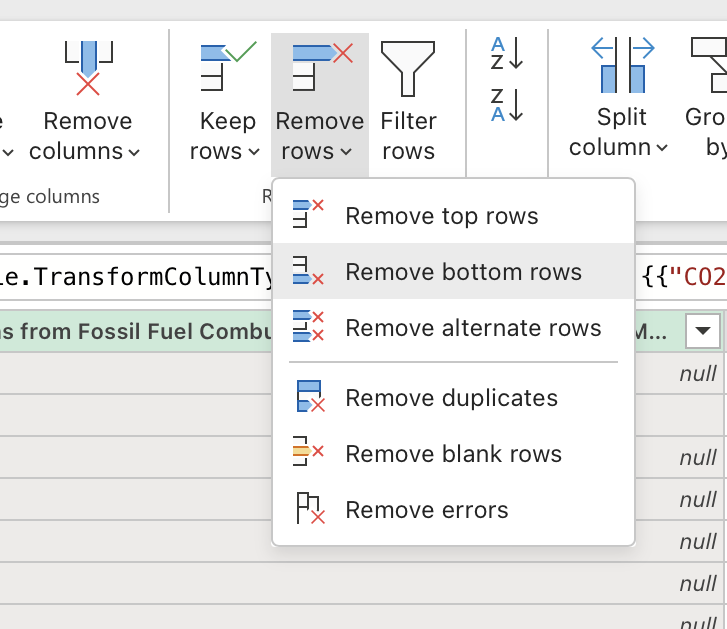 e
Remove
columns
Keep
rows
Remove
rows
Filter
rows
A
Z
Z
A
Split
column
Gro
by
ge columns
R
Remove top rows
Remove bottom rows
Remove alternate rows
Remove duplicates
Remove blank rows
Remove errors
le.TransformColumnTy
{{"CO2
ns from Fossil Fuel Combu
M...
null
null
null
null
null
null